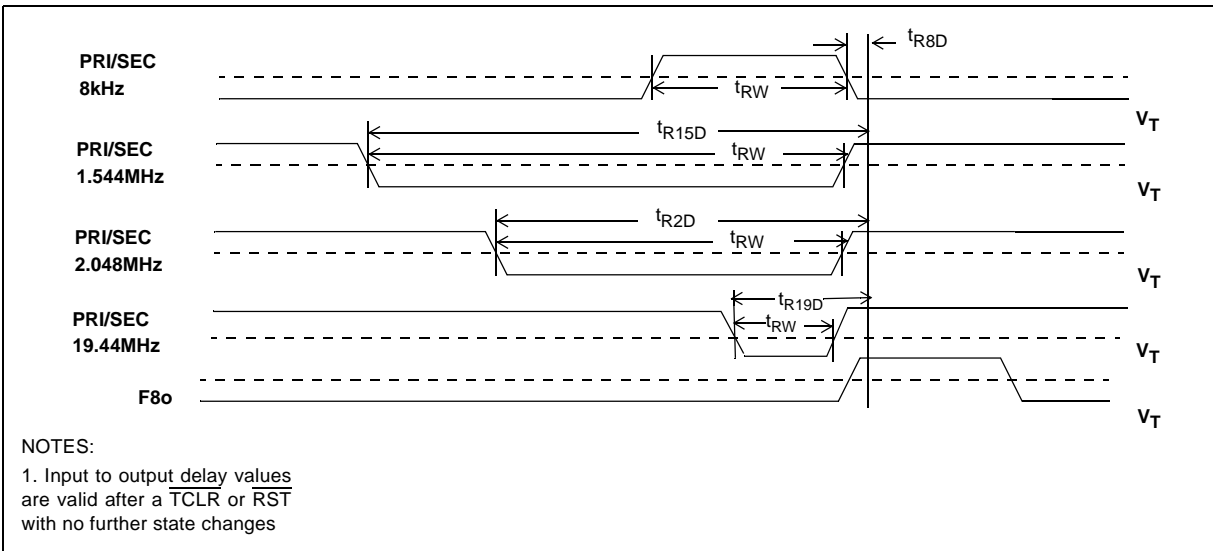 tR8D
PRI/SEC
8kHz
tRW
VT
tR15D
PRI/SEC
1.544MHz
tRW
VT
tR2D
PRI/SEC
2.048MHz
tRW
VT
tR19D
PRI/SEC
19.44MHz
tRW
VT
F8o
VT
NOTES:
1. Input to output delay values
are valid after a TCLR or RST
with no further state changes